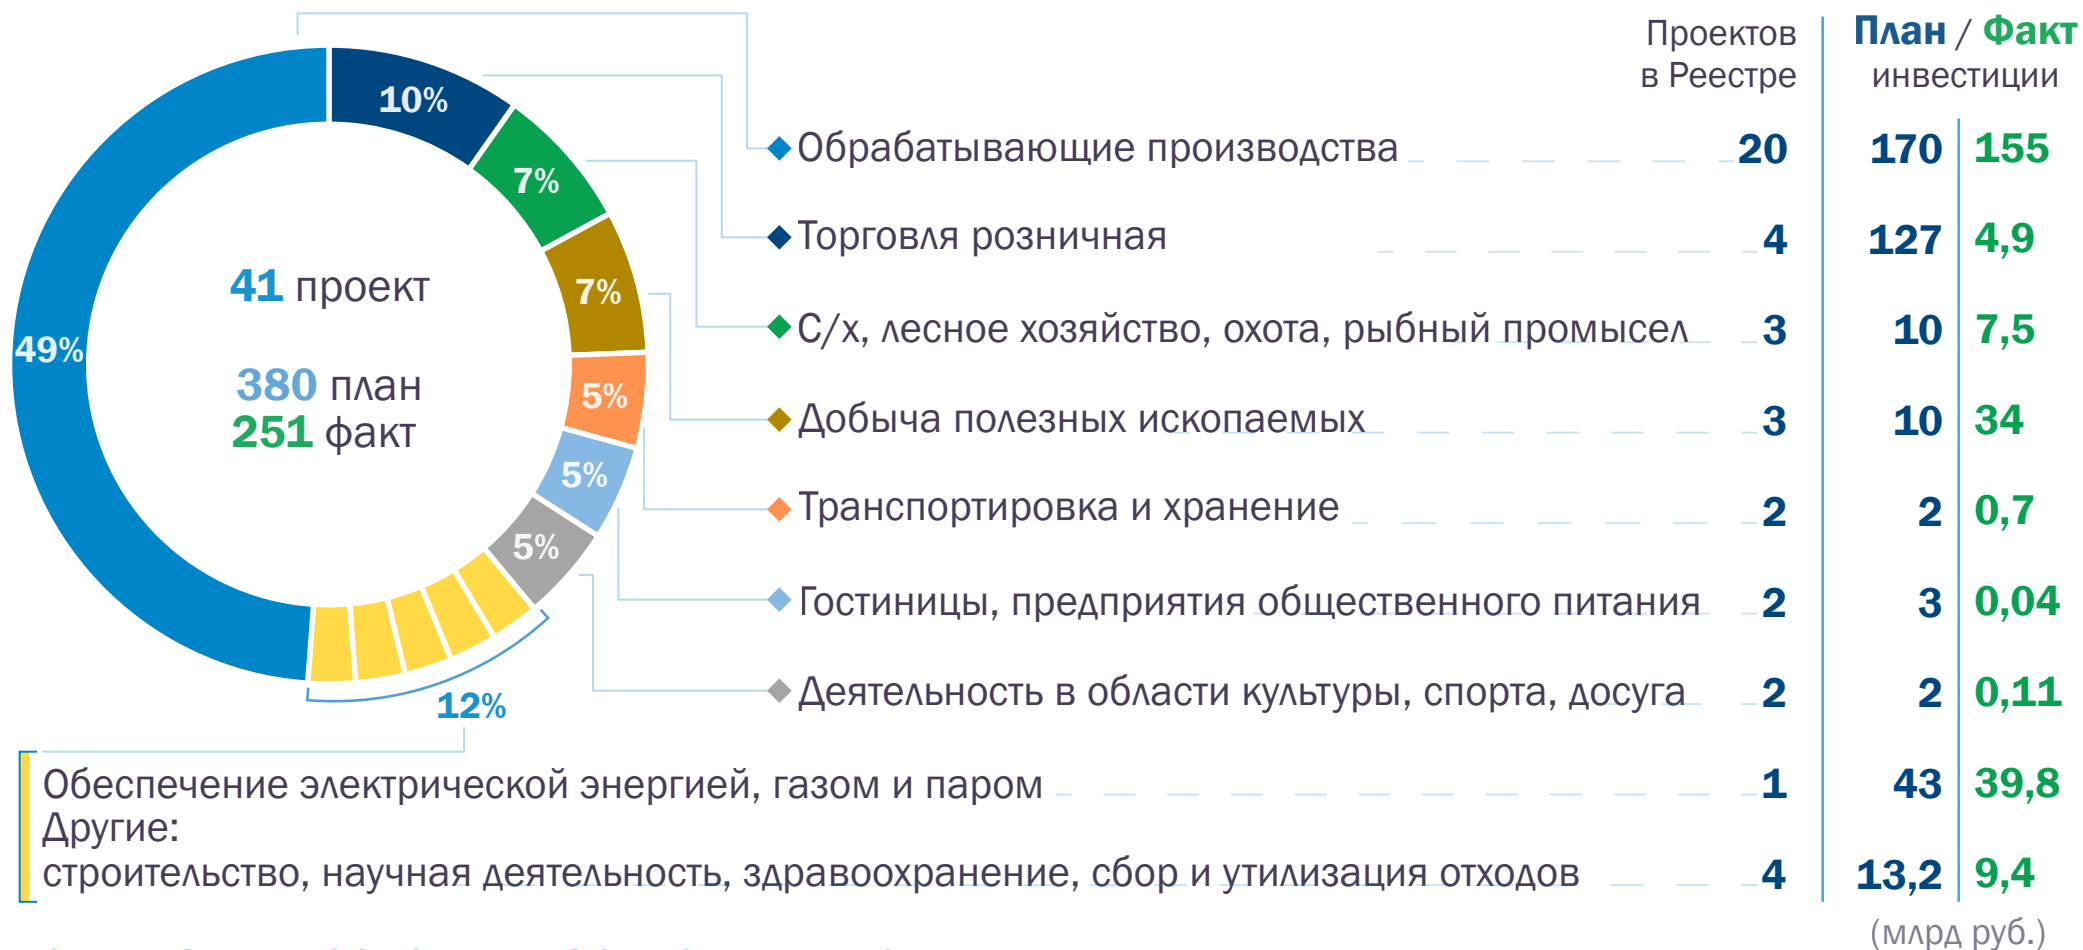 Проектов
в Реестре
План / Факт
инвестиции
10%
7%
7%
5%
5%
5%
49%
12%
41 проект
380 план
251 факт
Обрабатывающие производства 20 170 155
Торговля розничная 4 127 4,9
С/х, лесное хозяйство, охота, рыбный промысел 3 10 7,5
Добыча полезных ископаемых 3 10 34
Транспортировка и хранение 2 2 0,7
Гостиницы, предприятия общественного питания 2 3 0,04
Деятельность в области культуры, спорта, досуга 2 2 0,11
Обеспечение электрической энергией, газом и паром 1 43 39,8
Другие:
строительство, научная деятельность, здравоохранение, сбор и утилизация отходов 4 13,2 9,4
(млрд руб.)